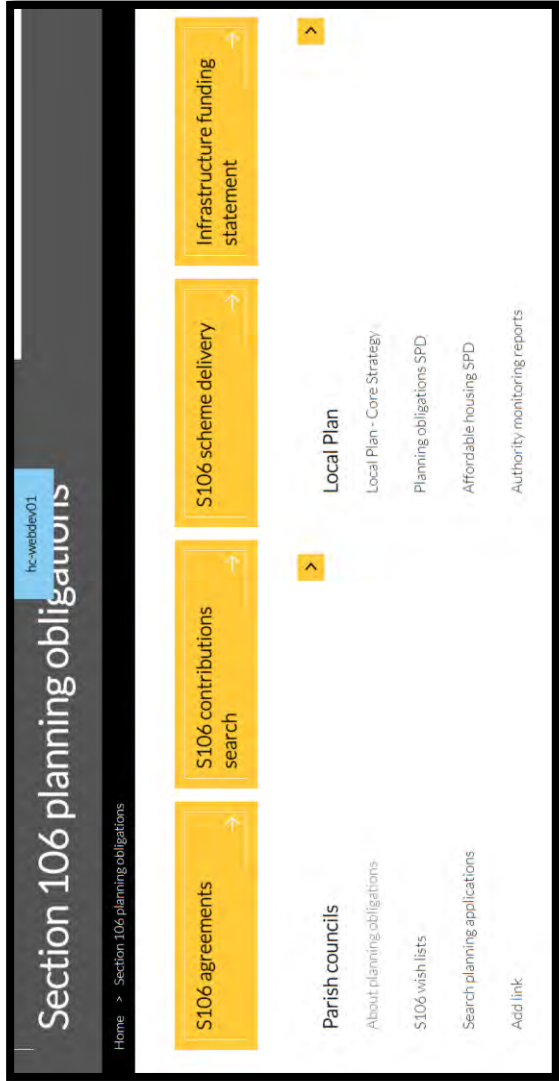 hc-webdev01
Section 106 planning obligations
Home > Section 106 planning obligations
S106 agreements
S106 contributions
search
S106 scheme delivery
Infrastructure funding
statement
Parish councils
About planning obligations
S106 wish lists
Search planning applications
Add link
Local Plan
Local Plan - Core Strategy
Planning obligations SPD
Affordable housing SPD
Authority monitoring reports